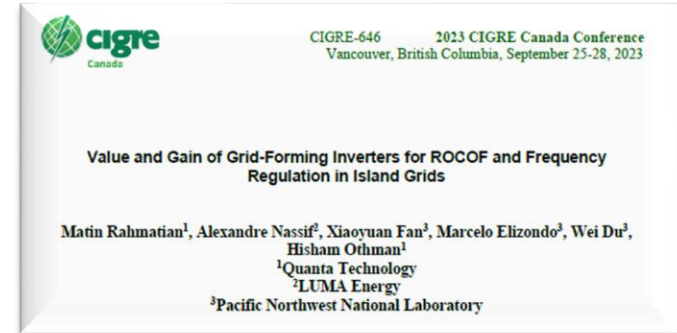 cigre
Canada
CIGRE-646 2023 CIGRE Canada Conference
Vancouver, British Columbia, September 25-28, 2023
Value and Gain of Grid-Forming Inverters for ROCOF and Frequency
Regulation in Island Grids
Matin Rahmatian¹, Alexandre Nassif², Xiaoyuan Fan³, Marcelo Elizondo³, Wei Du³,
Hisham Othman¹
¹Quanta Technology
²LUMA Energy
³Pacific Northwest National Laboratory